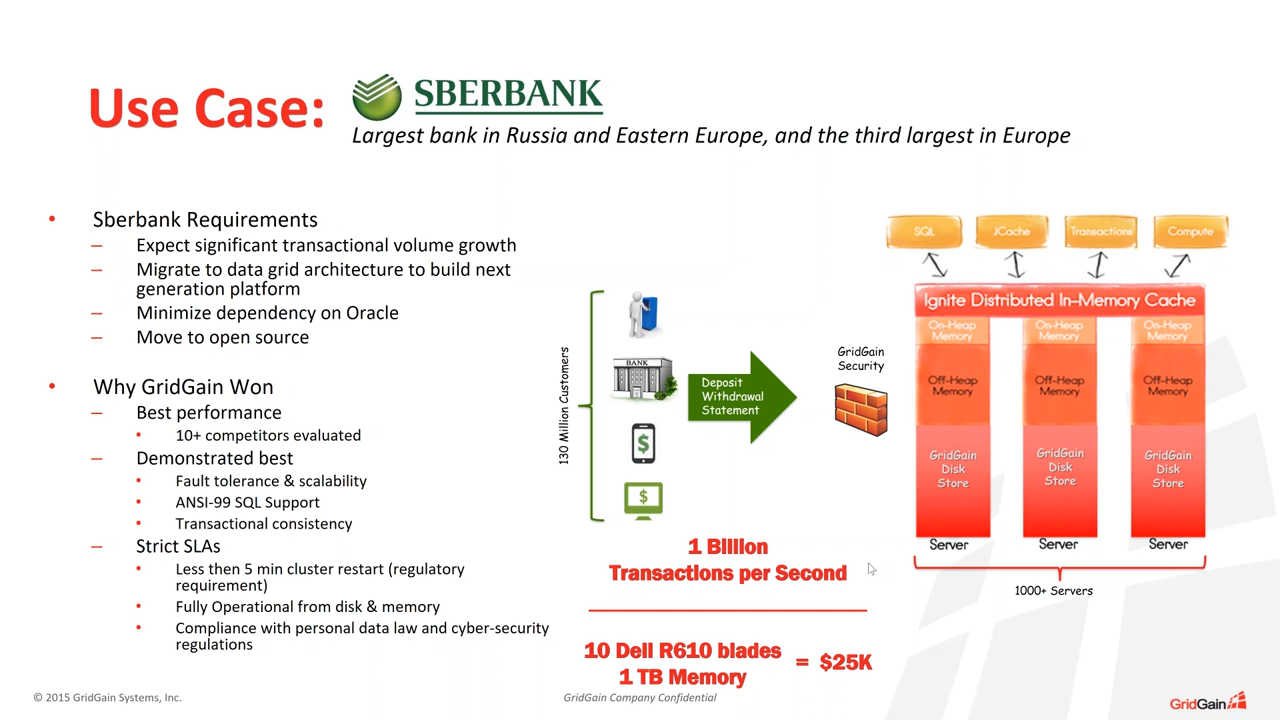 Use Case:
SBERBANK
Largest bank in Russia and Eastern Europe, and the third largest in Europe
• Sberbank Requirements
– Expect significant transactional volume growth
– Migrate to data grid architecture to build next
generation platform
– Minimize dependency on Oracle
– Move to open source
• Why GridGain Won
– Best performance
• 10+ competitors evaluated
– Demonstrated best
• Fault tolerance & scalability
• ANSI-99 SQL Support
• Transactional consistency
– Strict SLAs
• Less then 5 min cluster restart (regulatory
requirement)
• Fully Operational from disk & memory
• Compliance with personal data law and cyber-security
regulations
130 Million Customers
BANK
$
$
Deposit
Withdrawal
Statement
GridGain
Security
SQL
JCache
Transactions
Compute
Ignite Distributed In-Memory Cache
On-Heap
Memory
On-Heap
Memory
On-Heap
Memory
Off-Heap
Memory
Off-Heap
Memory
Off-Heap
Memory
GridGain
Disk
Store
GridGain
Disk
Store
GridGain
Disk
Store
Server
Server
Server
1000+ Servers
1 Billion
Transactions per Second
10 Dell R610 blades
1 TB Memory
= $25K
© 2015 GridGain Systems, Inc.
GridGain Company Confidential
GridGain